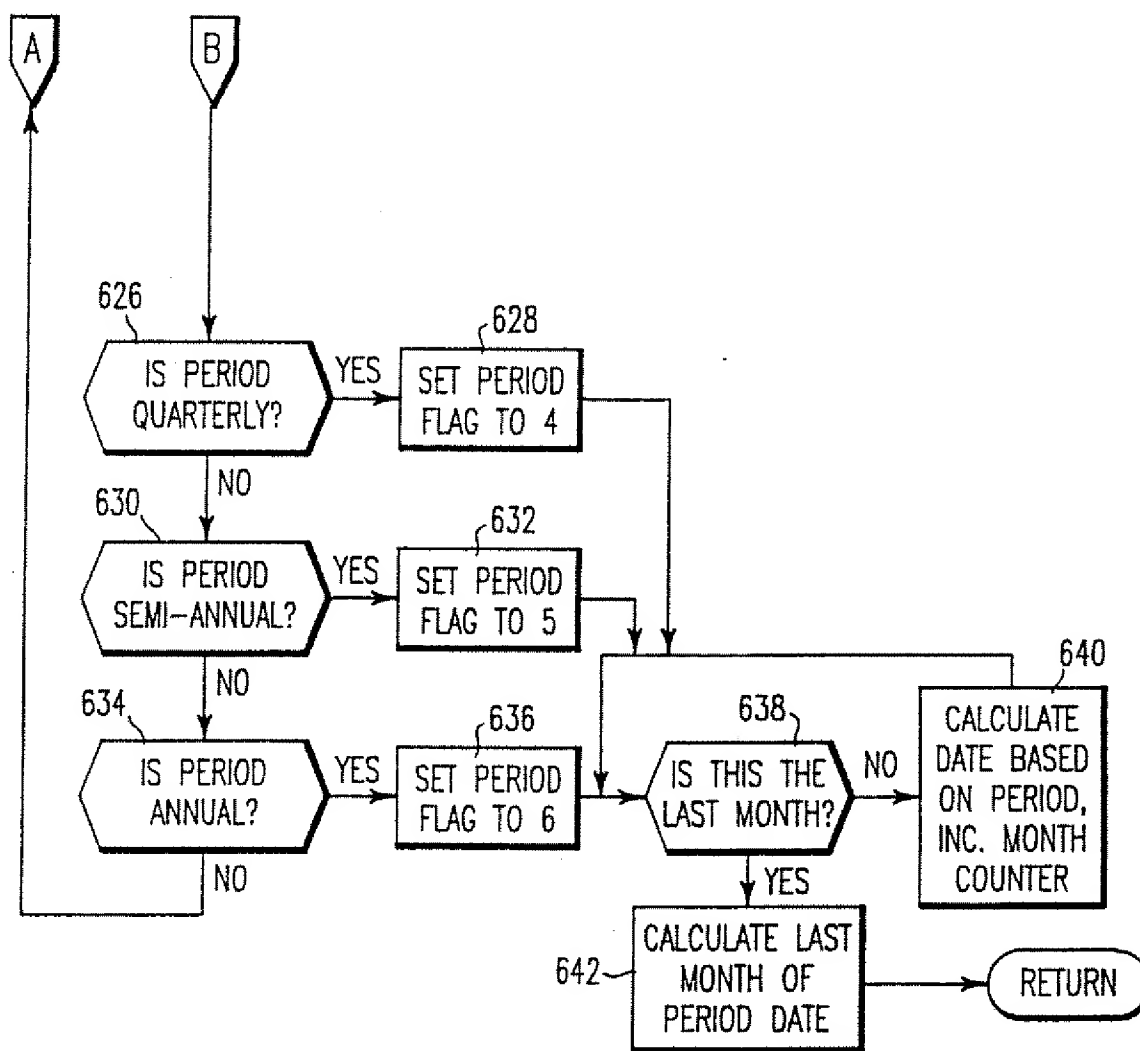 A
B
626
IS PERIOD
QUARTERLY?
YES
628
SET PERIOD
FLAG TO 4
NO
630
IS PERIOD
SEMI-ANNUAL?
YES
632
SET PERIOD
FLAG TO 5
NO
634
IS PERIOD
ANNUAL?
YES
636
SET PERIOD
FLAG TO 6
NO
638
IS THIS THE
LAST MONTH?
NO
640
CALCULATE
DATE BASED
ON PERIOD,
INC. MONTH
COUNTER
YES
642
CALCULATE LAST
MONTH OF
PERIOD DATE
RETURN